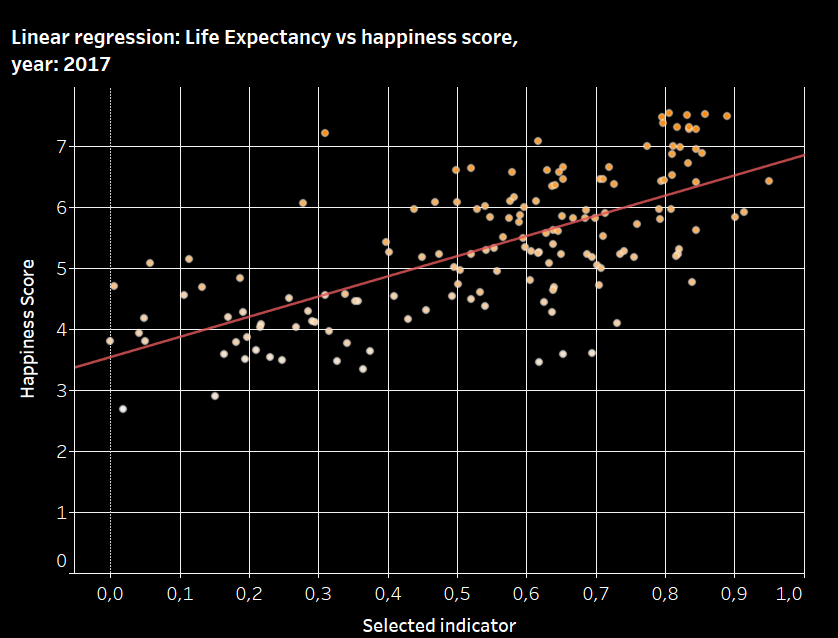 Linear regression: Life Expectancy vs happiness score,
year: 2017
Happiness Score
7
6
5
4
3
2
1
0
0,0 0,1 0,2 0,3 0,4 0,5 0,6 0,7 0,8 0,9 1,0
Selected indicator